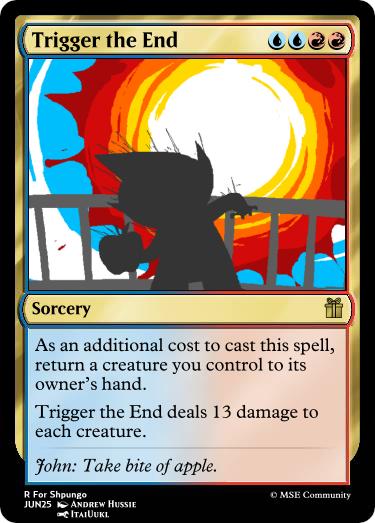 Trigger the End
Sorcery
As an additional cost to cast this spell,
return a creature you control to its
owner's hand.
Trigger the End deals 13 damage to
each creature.
John: Take bite of apple.
R For Shpungo
JUN25 Andrew Hussie
ItaiUukl
© MSE Community